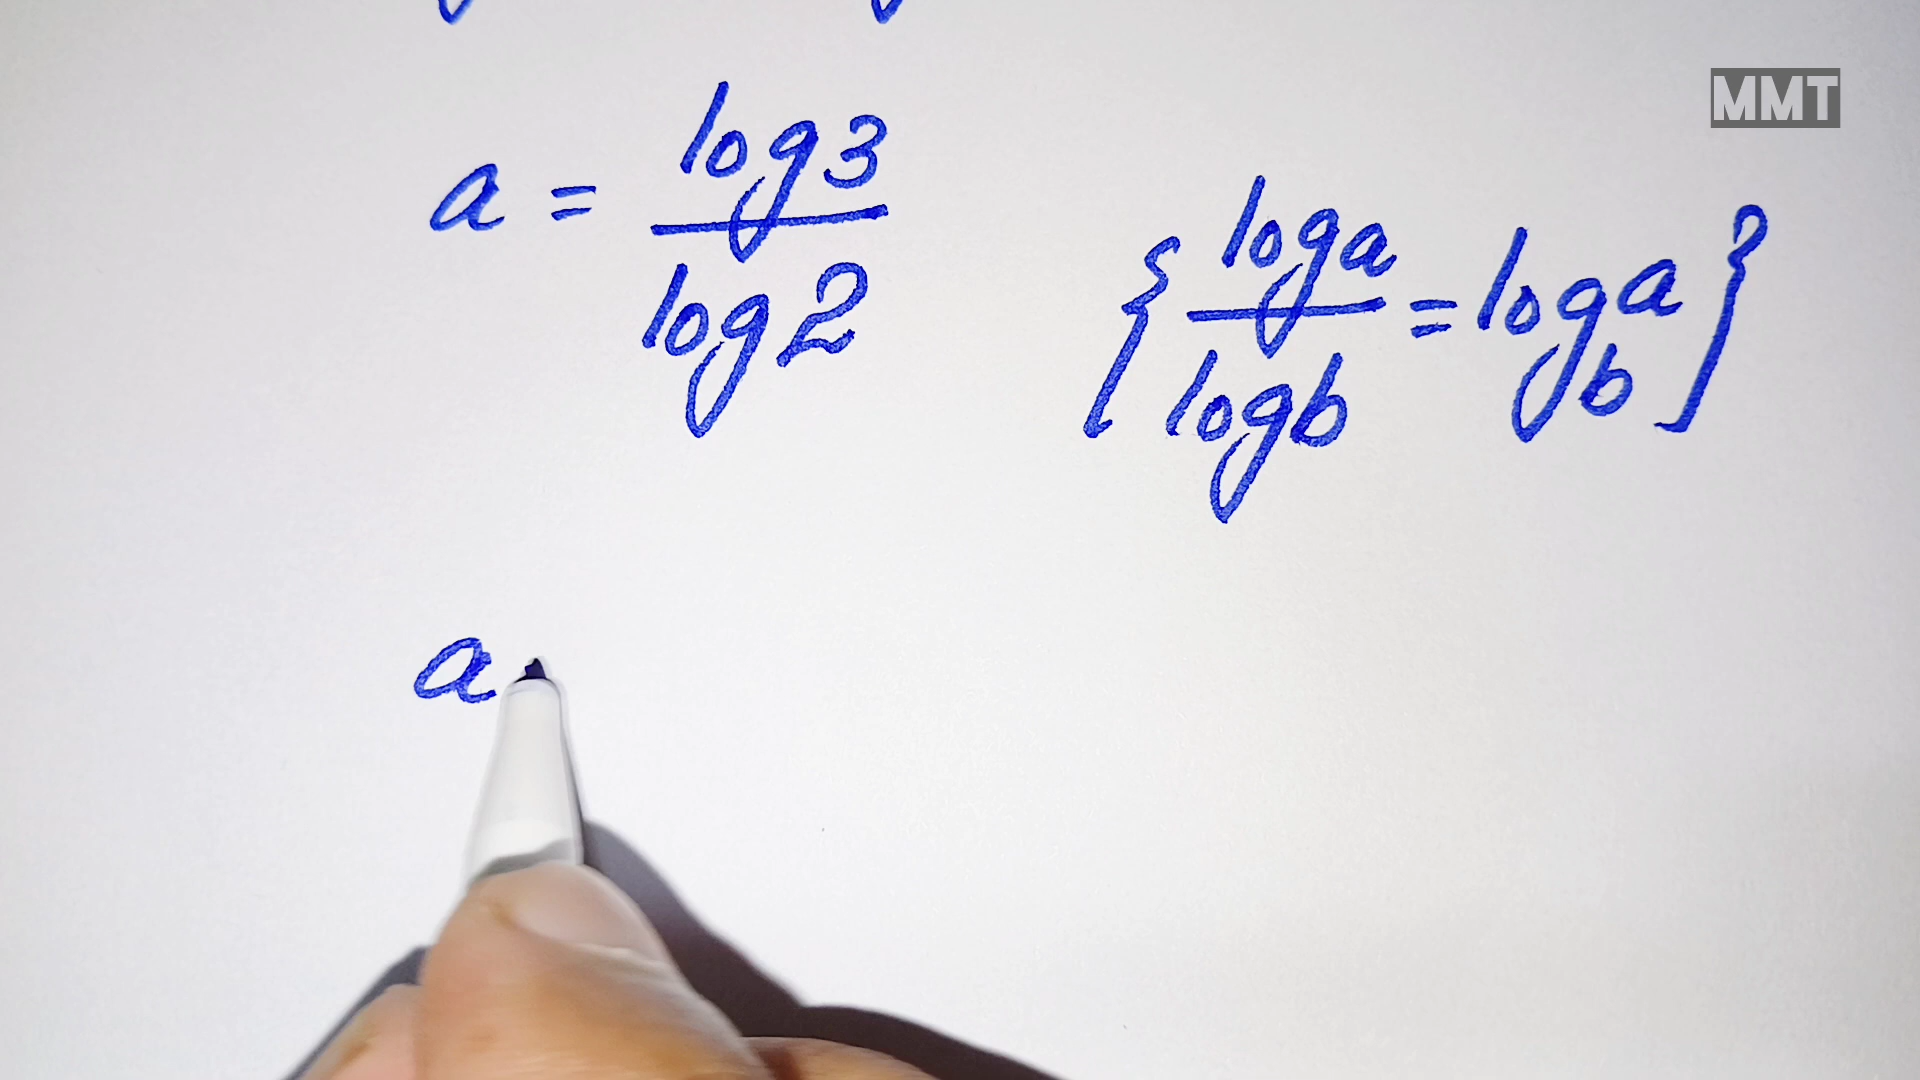 MMT
a = log3 / log2
{ loga / logb = log_b a }
a